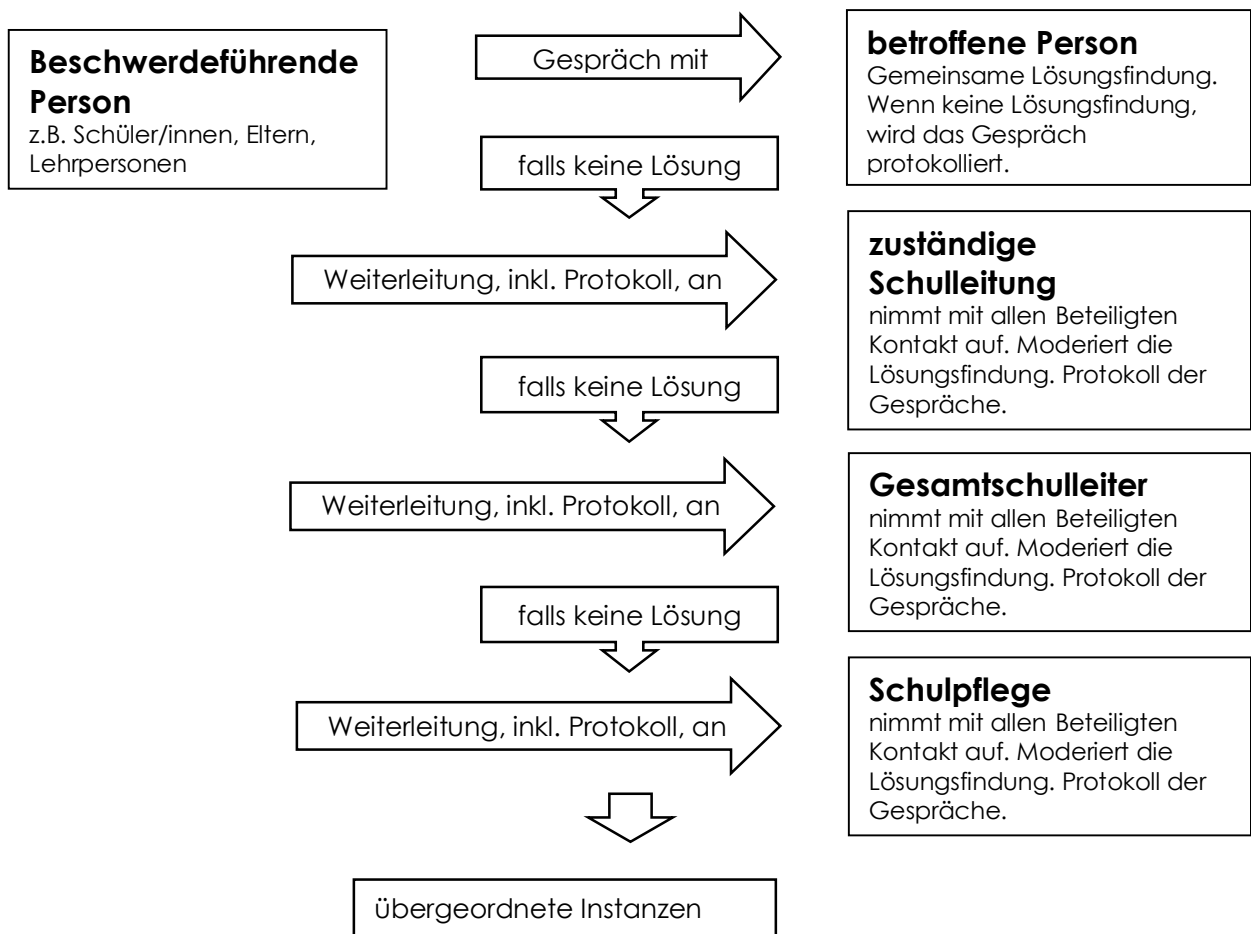 Beschwerdeführende
Person
z.B. Schüler/innen, Eltern,
Lehrpersonen
Gespräch mit
betroffene Person
Gemeinsame Lösungsfindung.
Wenn keine Lösungsfindung,
wird das Gespräch
protokolliert.
falls keine Lösung
Weiterleitung, inkl. Protokoll, an
zuständige
Schulleitung
nimmt mit allen Beteiligten
Kontakt auf. Moderiert die
Lösungsfindung. Protokoll der
Gespräche.
falls keine Lösung
Weiterleitung, inkl. Protokoll, an
Gesamtschulleiter
nimmt mit allen Beteiligten
Kontakt auf. Moderiert die
Lösungsfindung. Protokoll der
Gespräche.
falls keine Lösung
Weiterleitung, inkl. Protokoll, an
Schulpflege
nimmt mit allen Beteiligten
Kontakt auf. Moderiert die
Lösungsfindung. Protokoll der
Gespräche.
übergeordnete Instanzen